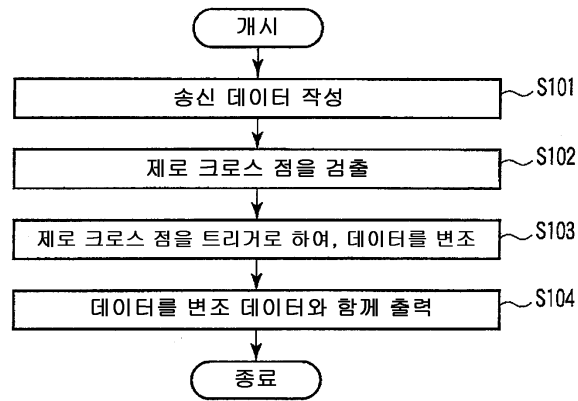 개시
송신 데이터 작성
S101
제로 크로스 점을 검출
S102
제로 크로스 점을 트리거로 하여, 데이터를 변조
S103
데이터를 변조 데이터와 함께 출력
S104
종료